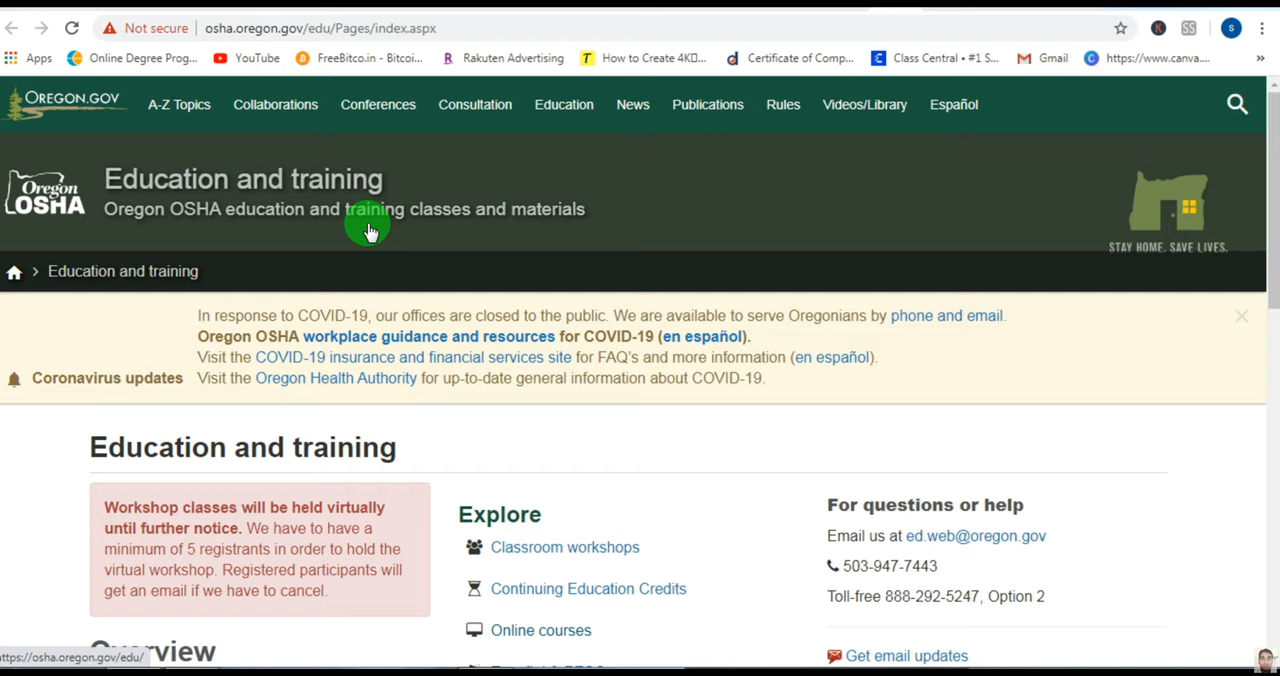 Not secure osha.oregon.gov/edu/Pages/index.aspx K SS s
Apps Online Degree Prog... YouTube FreeBitco.in - Bitcoi... R Rakuten Advertising T How to Create 4K... d Certificate of Comp... Class Central • #1 S... Gmail C https://www.canva.... »
OREGON.GOV A-Z Topics Collaborations Conferences Consultation Education News Publications Rules Videos/Library Español
Oregon OSHA
Education and training
Oregon OSHA education and training classes and materials
STAY HOME. SAVE LIVES.
> Education and training
In response to COVID-19, our offices are closed to the public. We are available to serve Oregonians by phone and email.
Oregon OSHA workplace guidance and resources for COVID-19 (en español).
Visit the COVID-19 insurance and financial services site for FAQ's and more information (en español).
Coronavirus updates Visit the Oregon Health Authority for up-to-date general information about COVID-19.
Education and training
Workshop classes will be held virtually
until further notice. We have to have a
minimum of 5 registrants in order to hold the
virtual workshop. Registered participants will
get an email if we have to cancel.
Overview
Explore
Classroom workshops
Continuing Education Credits
Online courses
For questions or help
Email us at ed.web@oregon.gov
503-947-7443
Toll-free 888-292-5247, Option 2
Get email updates
ttps://osha.oregon.gov/edu/